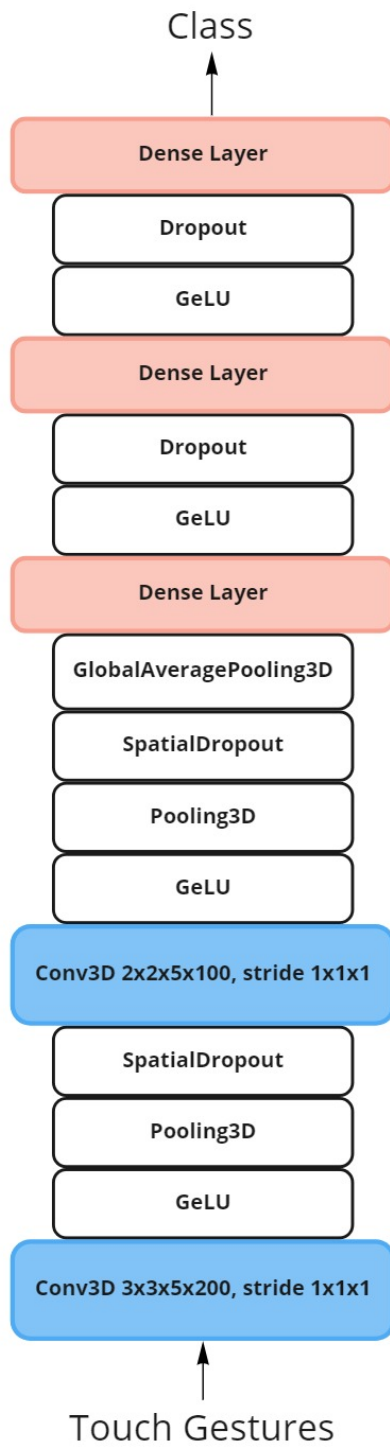 Class
Dense Layer
Dropout
GeLU
Dense Layer
Dropout
GeLU
Dense Layer
GlobalAveragePooling3D
SpatialDropout
Pooling3D
GeLU
Conv3D 2x2x5x100, stride 1x1x1
SpatialDropout
Pooling3D
GeLU
Conv3D 3x3x5x200, stride 1x1x1
Touch Gestures